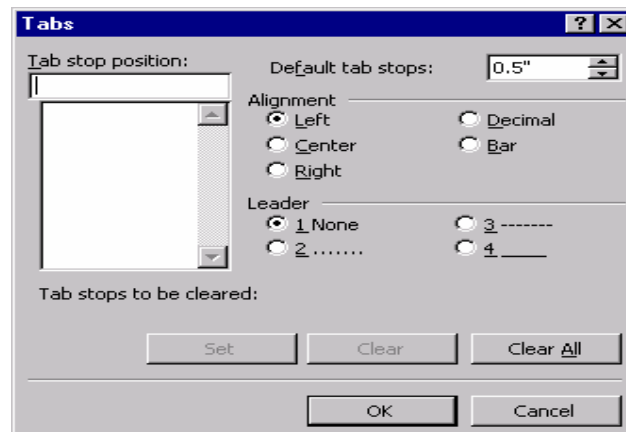 Tabs
Tab stop position:
Default tab stops: 0.5"
Alignment
Left
Decimal
Center
Bar
Right
Leader
1 None
3 -------
2 .......
4 ____
Tab stops to be cleared:
Set Clear Clear All
OK Cancel